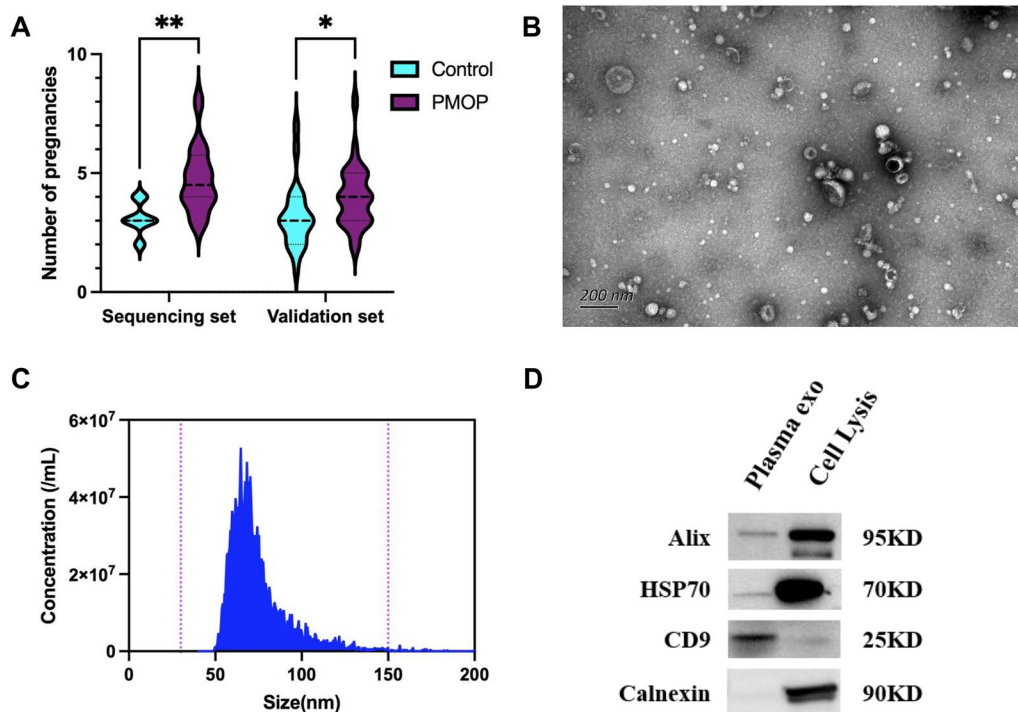 A
**
*
10
5
0
Number of pregnancies
Control
PMOP
Sequencing set
Validation set
B
200 nm
C
6×10⁷
4×10⁷
2×10⁷
0
Concentration (/mL)
0
50
100
150
200
Size(nm)
D
Plasma exo
Cell Lysis
Alix
95KD
HSP70
70KD
CD9
25KD
Calnexin
90KD